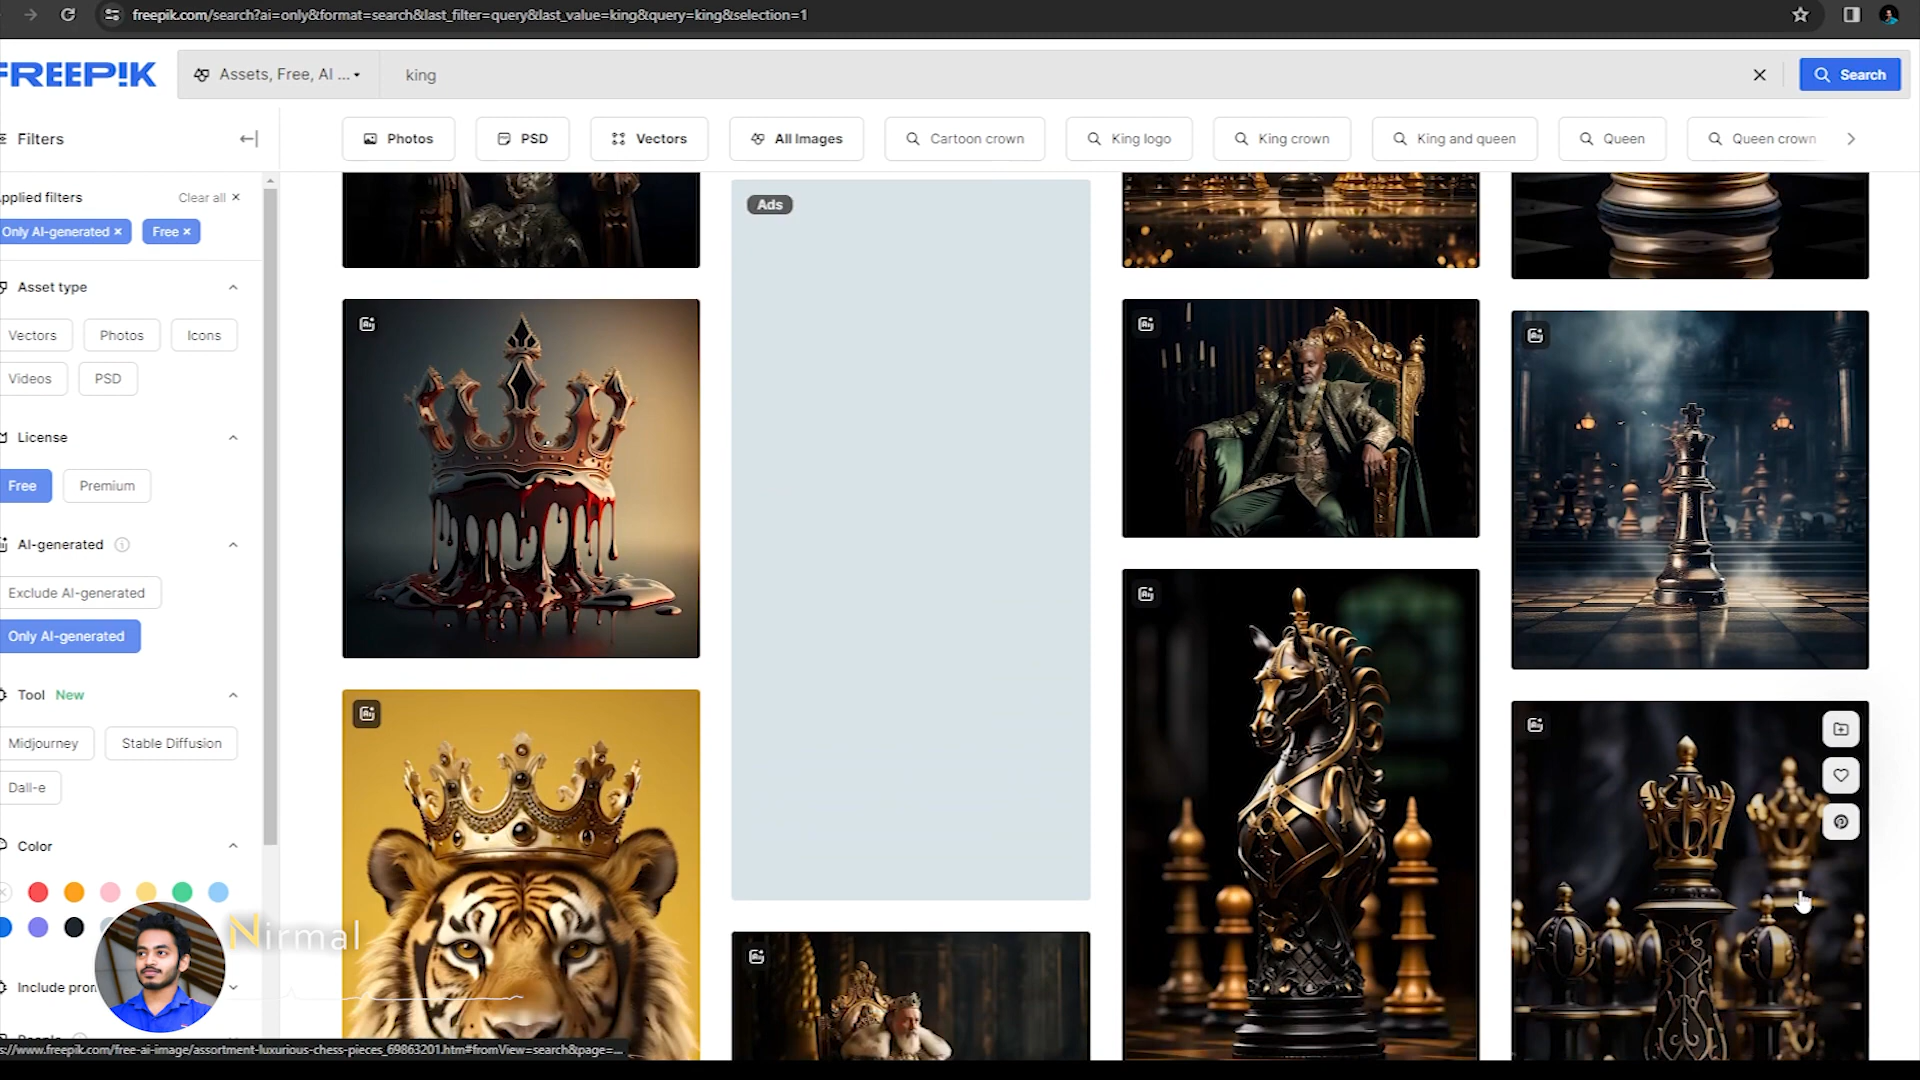 freepik.com/search?ai=only&format=search&last_filter=query&last_value=king&query=king&selection=1
FREEPIK
Assets, Free, AI ...
king
Search
Filters
Photos
PSD
Vectors
All Images
Cartoon crown
King logo
King crown
King and queen
Queen
Queen crown
Applied filters
Clear all ×
Only AI-generated ×
Free ×
Ads
Asset type
Vectors
Photos
Icons
Videos
PSD
License
Free
Premium
AI-generated
Exclude AI-generated
Only AI-generated
Tool New
Midjourney
Stable Diffusion
Dall-e
Color
Nirmal
Include pron
s://www.freepik.com/free-ai-image/assortment-luxurious-chess-pieces_69863201.htm#fromView=search&page=...